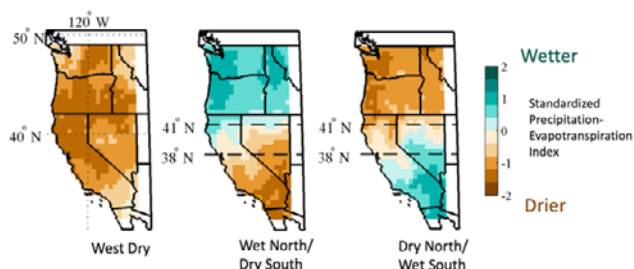 120° W
50° N
40° N
41° N
38° N
41° N
38° N
West Dry
Wet North/
Dry South
Dry North/
Wet South
Wetter
2
1
0
-1
-2
Standardized
Precipitation-
Evapotranspiration
Index
Drier